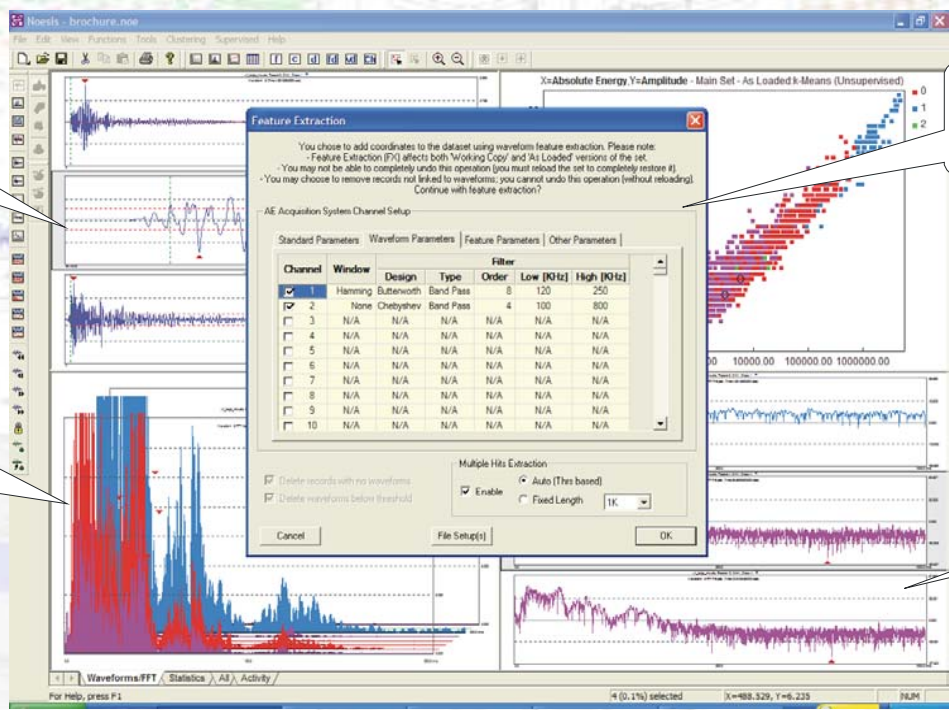 Noesis - brochure.noe
File Edit View Functions Tools Clustering Supervised Help
X=Absolute Energy,Y=Amplitude - Main Set - As Loaded:k-Means (Unsupervised)
0
1
2
10000.00 100000.00 1000000.00
Feature Extraction
You chose to add coordinates to the dataset using waveform feature extraction. Please note:
- Feature Extraction (FX) affects both 'Working Copy' and 'As Loaded' versions of the set.
- You may not be able to completely undo this operation (you must reload the set to completely restore it).
- You may choose to remove records not linked to waveforms; you cannot undo this operation (without reloading).
Continue with feature extraction?
AE Acquisition System Channel Setup
Standard Parameters Waveform Parameters Feature Parameters Other Parameters
Channel Window Filter
Design Type Order Low [KHz] High [KHz]
1 Hamming Butterworth Band Pass 8 120 250
2 None Chebyshev Band Pass 4 100 800
3 N/A N/A N/A N/A N/A N/A
4 N/A N/A N/A N/A N/A N/A
5 N/A N/A N/A N/A N/A N/A
6 N/A N/A N/A N/A N/A N/A
7 N/A N/A N/A N/A N/A N/A
8 N/A N/A N/A N/A N/A N/A
9 N/A N/A N/A N/A N/A N/A
10 N/A N/A N/A N/A N/A N/A
Delete records with no waveforms
Delete waveforms below threshold
Multiple Hits Extraction
Enable
Auto (Thrs based)
Fixed Length 1K
Cancel File Setup(s) OK
Waveforms/FFT Statistics All Activity
For Help, press F1 4 (0.1%) selected X=488.529, Y=6.235 NUM